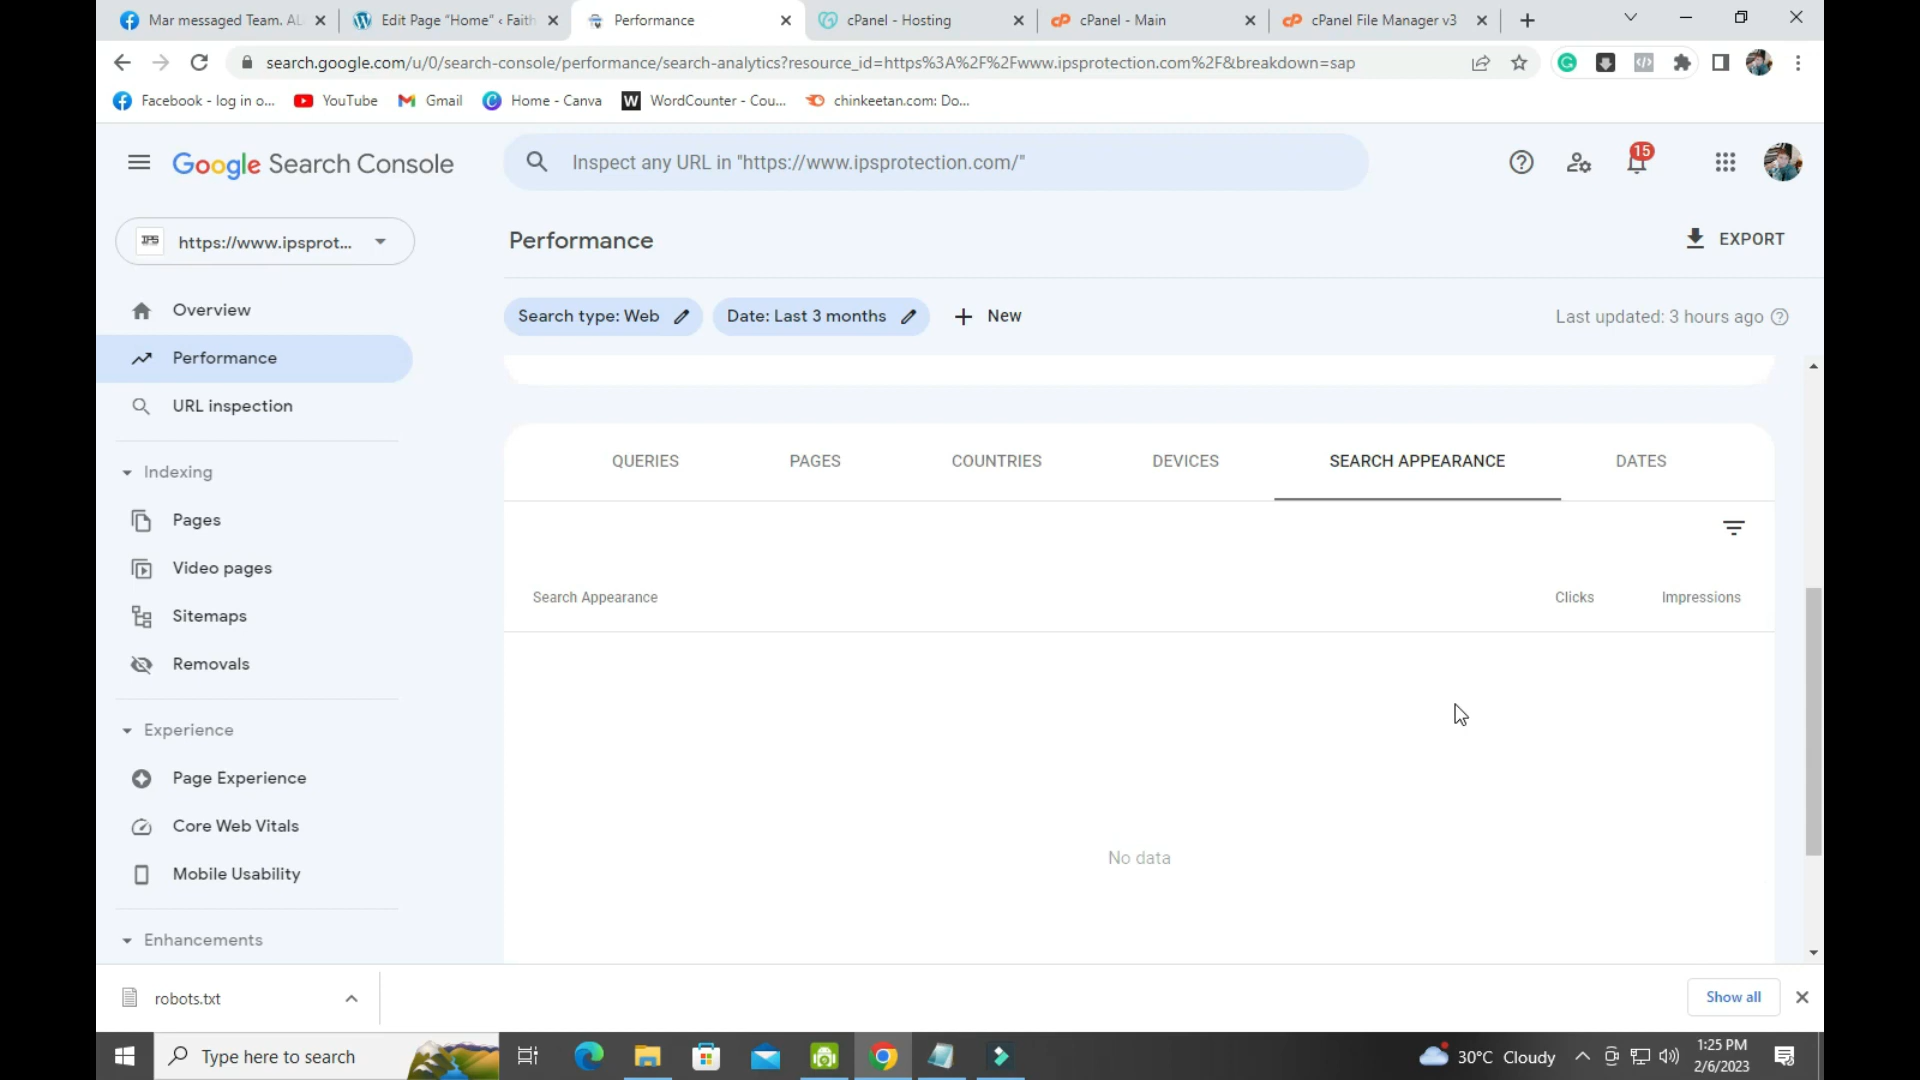 Mar messaged Team. AL
Edit Page “Home” ‹ Faith
Performance
cPanel - Hosting
cPanel - Main
cPanel File Manager v3
search.google.com/u/0/search-console/performance/search-analytics?resource_id=https%3A%2F%2Fwww.ipsprotection.com%2F&breakdown=sap
Facebook - log in o...
YouTube
Gmail
Home - Canva
WordCounter - Cou...
chinkeetan.com: Do...
Google Search Console
Inspect any URL in "https://www.ipsprotection.com/"
15
IPS
https://www.ipsprot...
Performance
EXPORT
Search type: Web
Date: Last 3 months
New
Last updated: 3 hours ago
Overview
Performance
URL inspection
Indexing
Pages
Video pages
Sitemaps
Removals
Experience
Page Experience
Core Web Vitals
Mobile Usability
Enhancements
QUERIES
PAGES
COUNTRIES
DEVICES
SEARCH APPEARANCE
DATES
Search Appearance
Clicks
Impressions
No data
robots.txt
Show all
Type here to search
30°C Cloudy
1:25 PM
2/6/2023